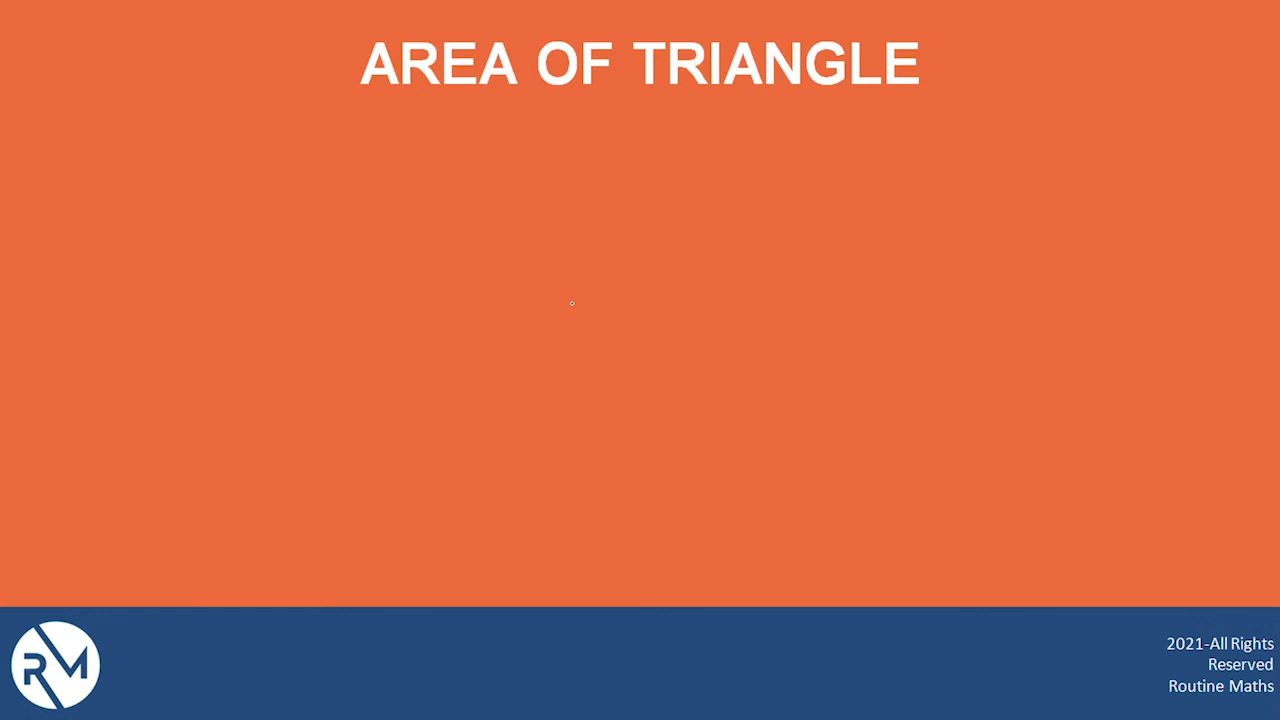 AREA OF TRIANGLE
RM
2021-All Rights
Reserved
Routine Maths